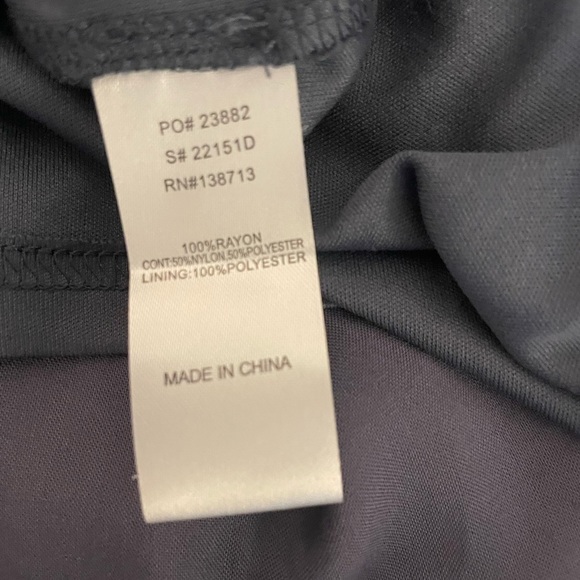 PO# 23882
S# 22151D
RN#138713
100%RAYON
CONT:50%NYLON,50%POLYESTER
LINING:100%POLYESTER
MADE IN CHINA